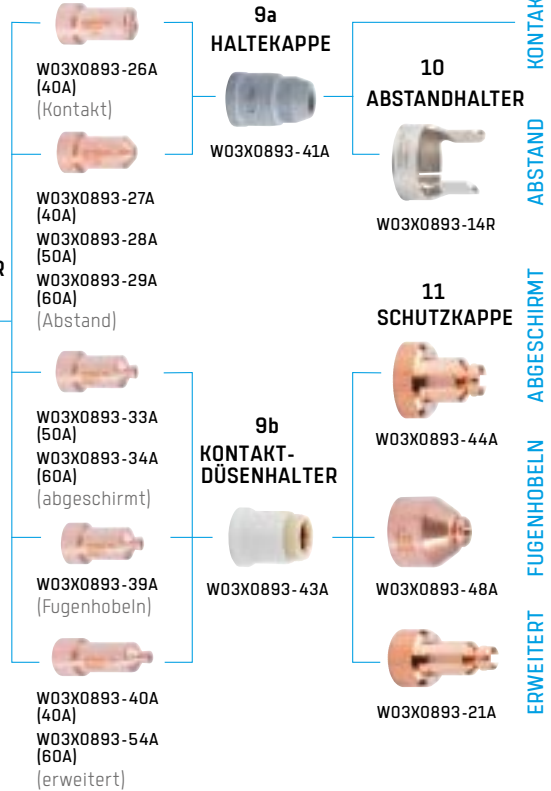 W03X0893-26A
(40A)
(Kontakt)
W03X0893-27A
(40A)
W03X0893-28A
(50A)
W03X0893-29A
(60A)
(Abstand)
R
W03X0893-33A
(50A)
W03X0893-34A
(60A)
(abgeschirmt)
W03X0893-39A
(Fugenhobeln)
W03X0893-40A
(40A)
W03X0893-54A
(60A)
(erweitert)
9a
HALTEKAPPE
W03X0893-41A
9b
KONTAKT-
DÜSENHALTER
W03X0893-43A
10
ABSTANDHALTER
W03X0893-14R
11
SCHUTZKAPPE
W03X0893-44A
W03X0893-48A
W03X0893-21A
KONTAK
ABSTAND
ABGESCHIRMT
FUGENHOBELN
ERWEITERT